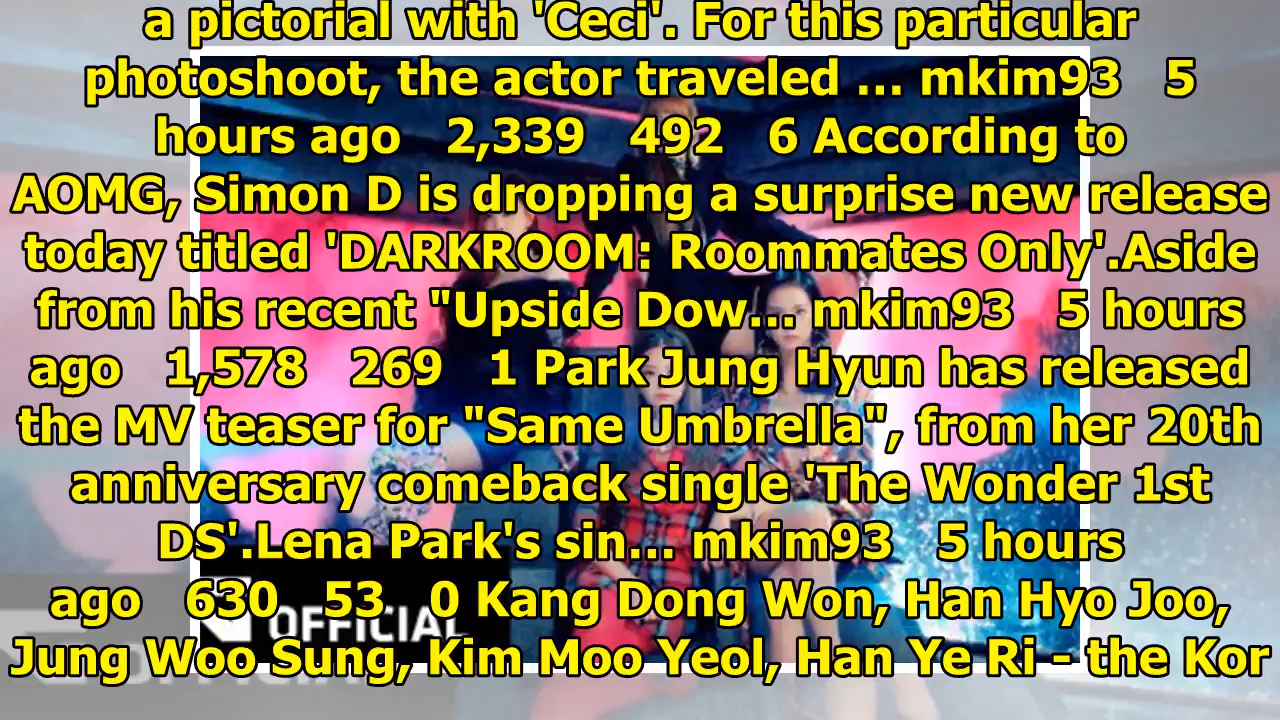 a pictorial with 'Ceci'. For this particular
photoshoot, the actor traveled ... mkim93 5
hours ago 2,339 492 6 According to
AOMG, Simon D is dropping a surprise new release
today titled 'DARKROOM: Roommates Only'.Aside
from his recent "Upside Dow... mkim93 5 hours
ago 1,578 269 1 Park Jung Hyun has released
the MV teaser for "Same Umbrella", from her 20th
anniversary comeback single 'The Wonder 1st
DS'.Lena Park's sin... mkim93 5 hours
ago 630 53 0 Kang Dong Won, Han Hyo Joo,
OFFICIAL
Jung Woo Sung, Kim Moo Yeol, Han Ye Ri - the Kor